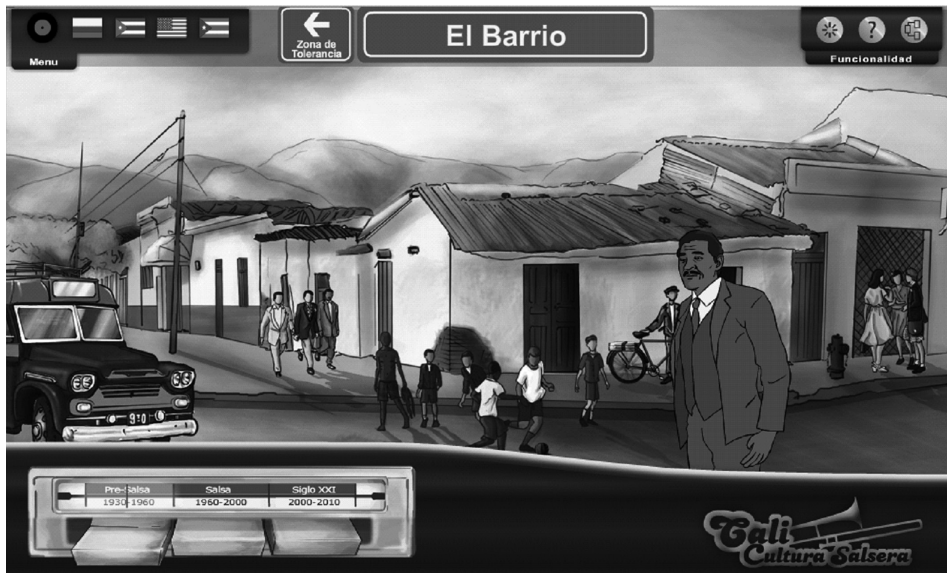 Menu
Zona de
Tolerancia
El Barrio
?
Funcionalidad
910
Pre-Salsa
1930-1960
Salsa
1960-2000
Siglo XXI
2000-2010
Cali
Cultura Salsera